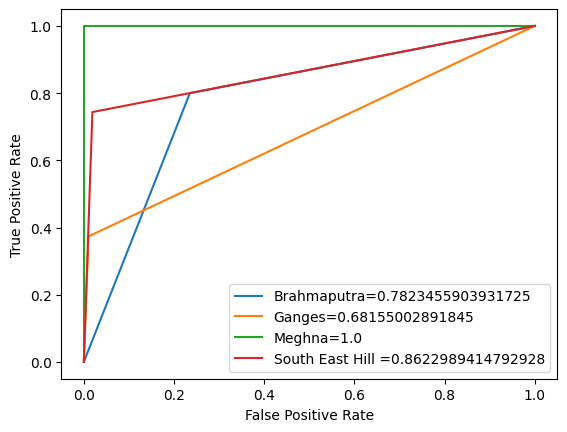 1.0
0.8
0.6
0.4
0.2
0.0
True Positive Rate
Brahmaputra=0.7823455903931725
Ganges=0.68155002891845
Meghna=1.0
South East Hill =0.8622989414792928
0.0 0.2 0.4 0.6 0.8 1.0
False Positive Rate